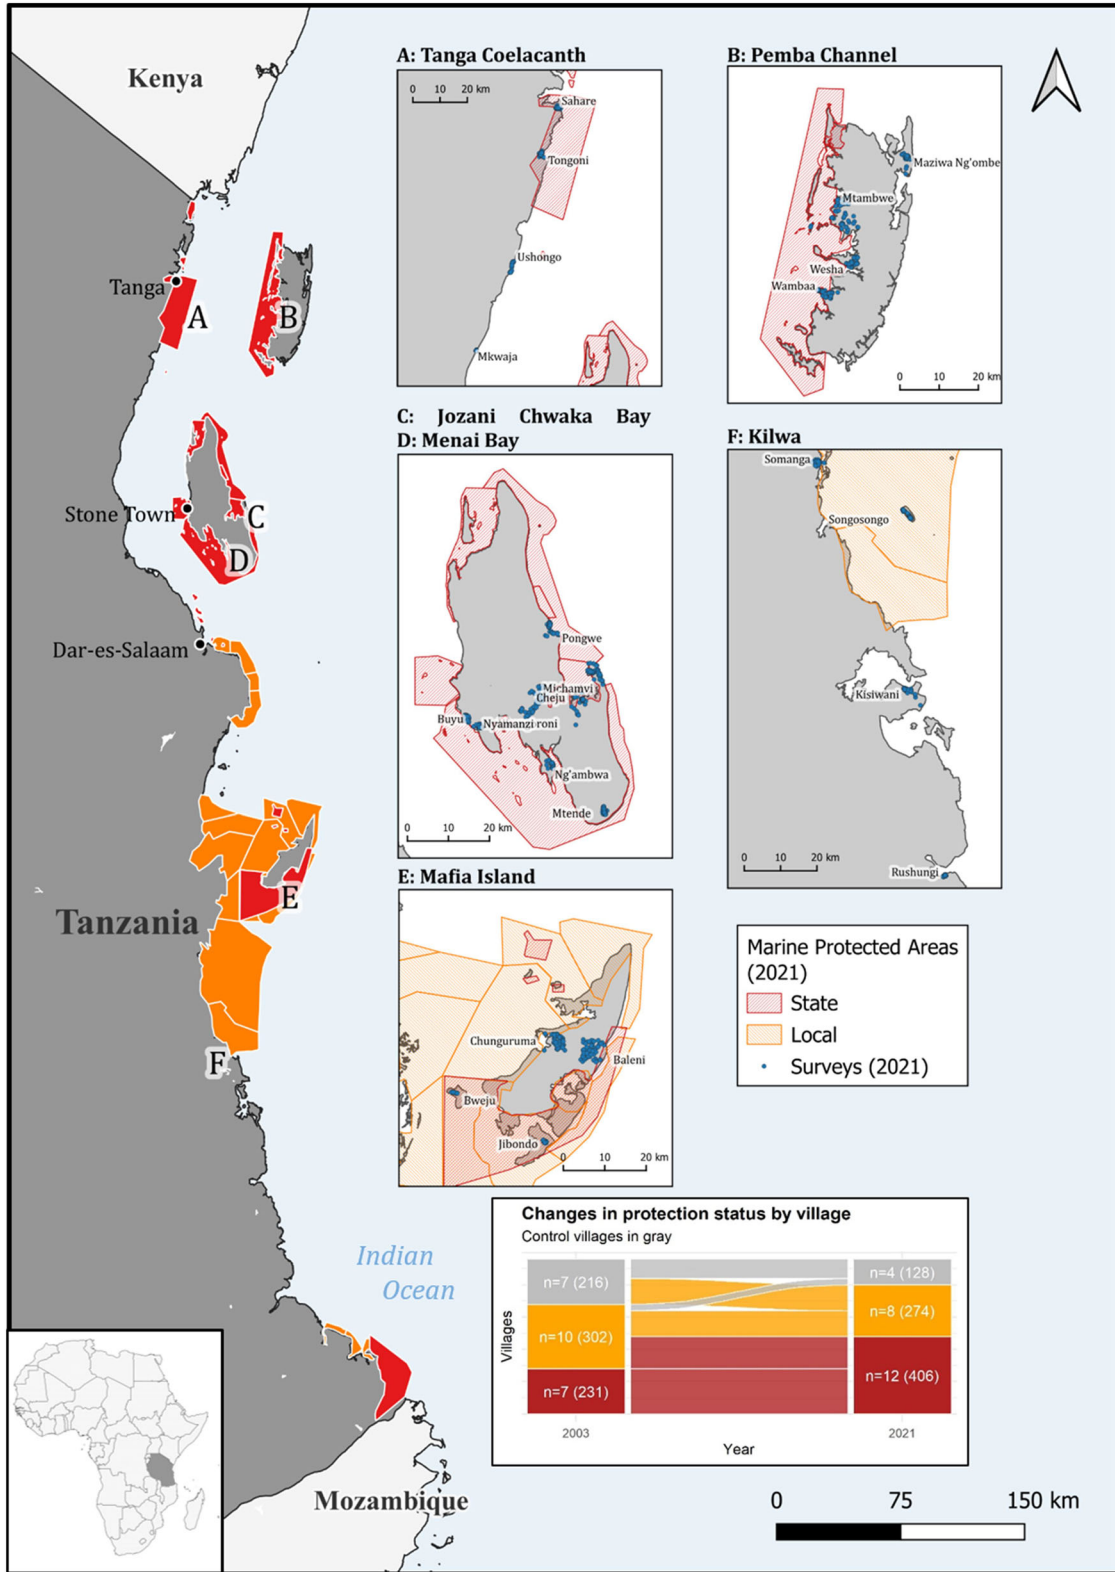 Kenya
Tanga
A
B
Stone Town
C
D
Dar-es-Salaam
Tanzania
E
F
Indian
Ocean
Mozambique
A: Tanga Coelacanth
0 10 20 km
Sahare
Tongoni
Ushongo
Mkwaja
B: Pemba Channel
Maziwa Ng'ombe
Mtambwe
Wesha
Wambaa
0 10 20 km
C: Jozani Chwaka Bay
D: Menai Bay
Pongwe
Michamvi
Cheju
Buyu
Nyamanzi roni
Ng'ambwa
Mtende
0 10 20 km
F: Kilwa
Somanga
Songosongo
Kisiwani
0 10 20 km
Rushungi
E: Mafia Island
Chunguruma
Baleni
Bweju
Jibondo
0 10 20 km
Marine Protected Areas
(2021)
State
Local
Surveys (2021)
Changes in protection status by village
Control villages in gray
Villages
n=7 (216)
n=4 (128)
n=10 (302)
n=8 (274)
n=7 (231)
n=12 (406)
2003
2021
Year
0 75 150 km